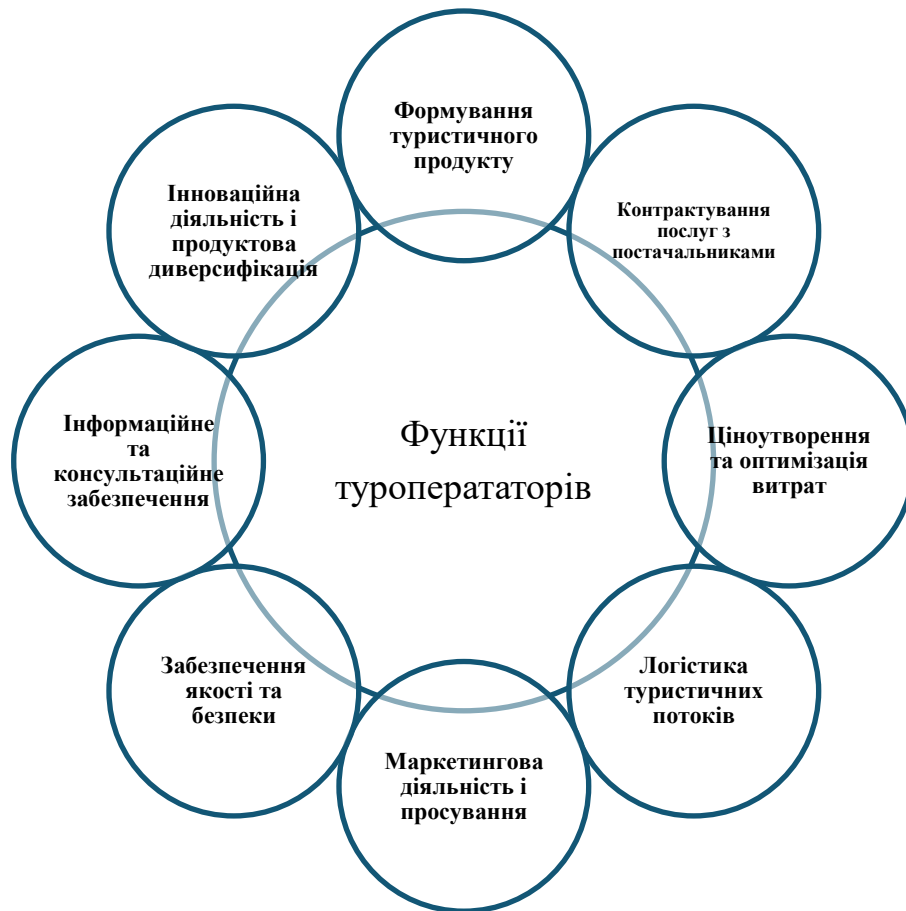 Формування
туристичного
продукту
Контрактування
послуг з
постачальниками
Ціноутворення
та оптимізація
витрат
Логістика
туристичних
потоків
Маркетингова
діяльність і
просування
Забезпечення
якості та
безпеки
Інформаційне
та
консультаційне
забезпечення
Інноваційна
діяльність і
продуктова
диверсифікація
Функції
туроперататорів